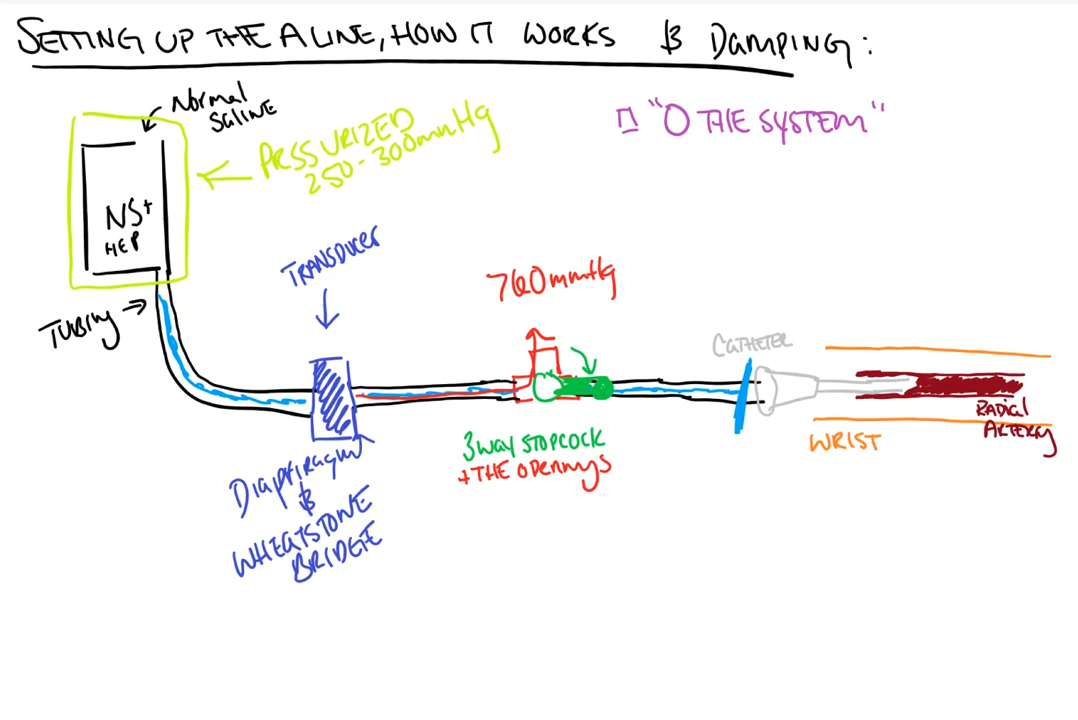 SETTING UP THE A LINE, HOW IT WORKS & DAMPING:
NORMAL
SALINE
PRESSURIZED
250-300mmHg
"O THE SYSTEM"
NS+
HEP
TRANSDUCER
760mmHg
TUBING
CATHETER
RADIAL
ARTERY
WRIST
3WAY STOPCOCK
+ THE OPENINGS
DIAPHRAGM
&
WHEATSTONE
BRIDGE